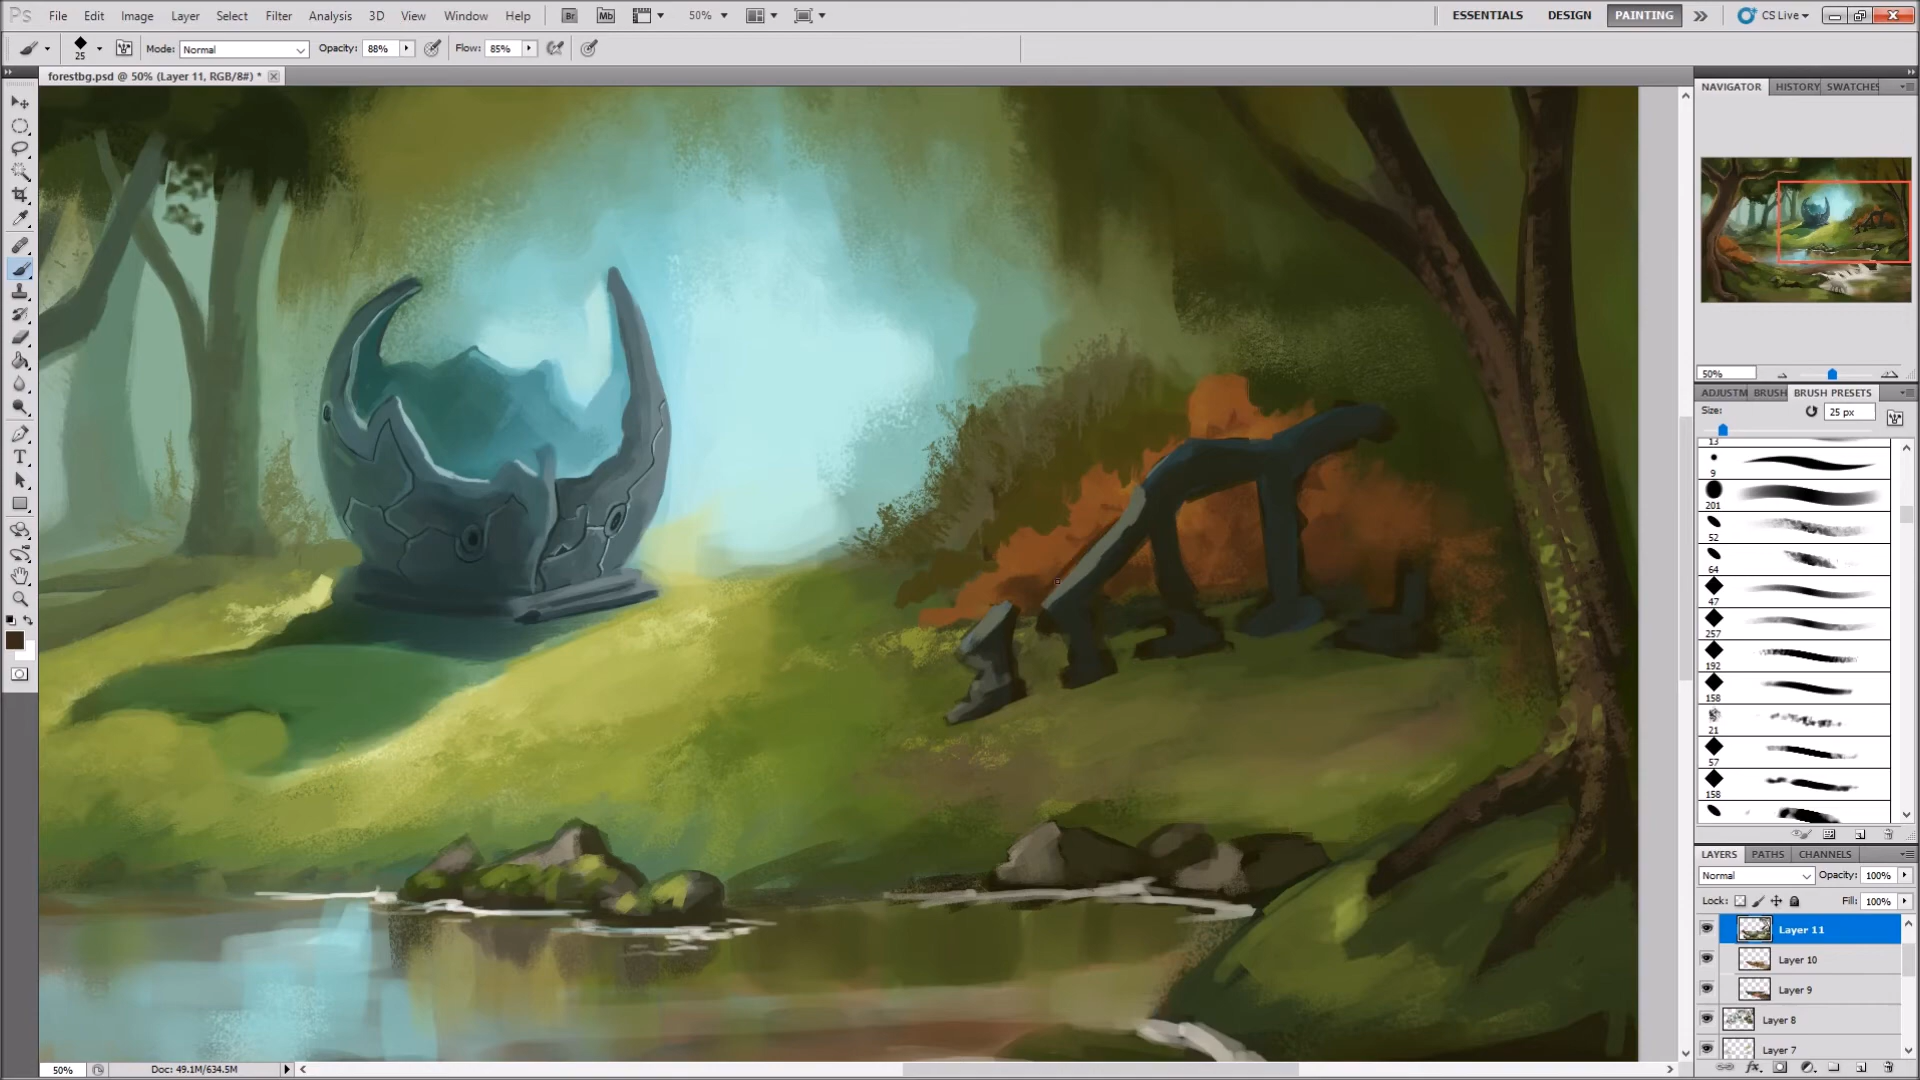 Ps File Edit Image Layer Select Filter Analysis 3D View Window Help Br Mb 50% ESSENTIALS DESIGN PAINTING CS Live
25 Mode: Normal Opacity: 88% Flow: 85%
forestbg.psd @ 50% (Layer 11, RGB/8#) *
NAVIGATOR HISTORY SWATCHES
50%
ADJUSTM BRUSH BRUSH PRESETS
Size: 25 px
13
9
201
52
64
47
257
192
158
21
57
158
LAYERS PATHS CHANNELS
Normal Opacity: 100%
Lock: Fill: 100%
Layer 11
Layer 10
Layer 9
Layer 8
Layer 7
50% Doc: 49.1M/634.5M